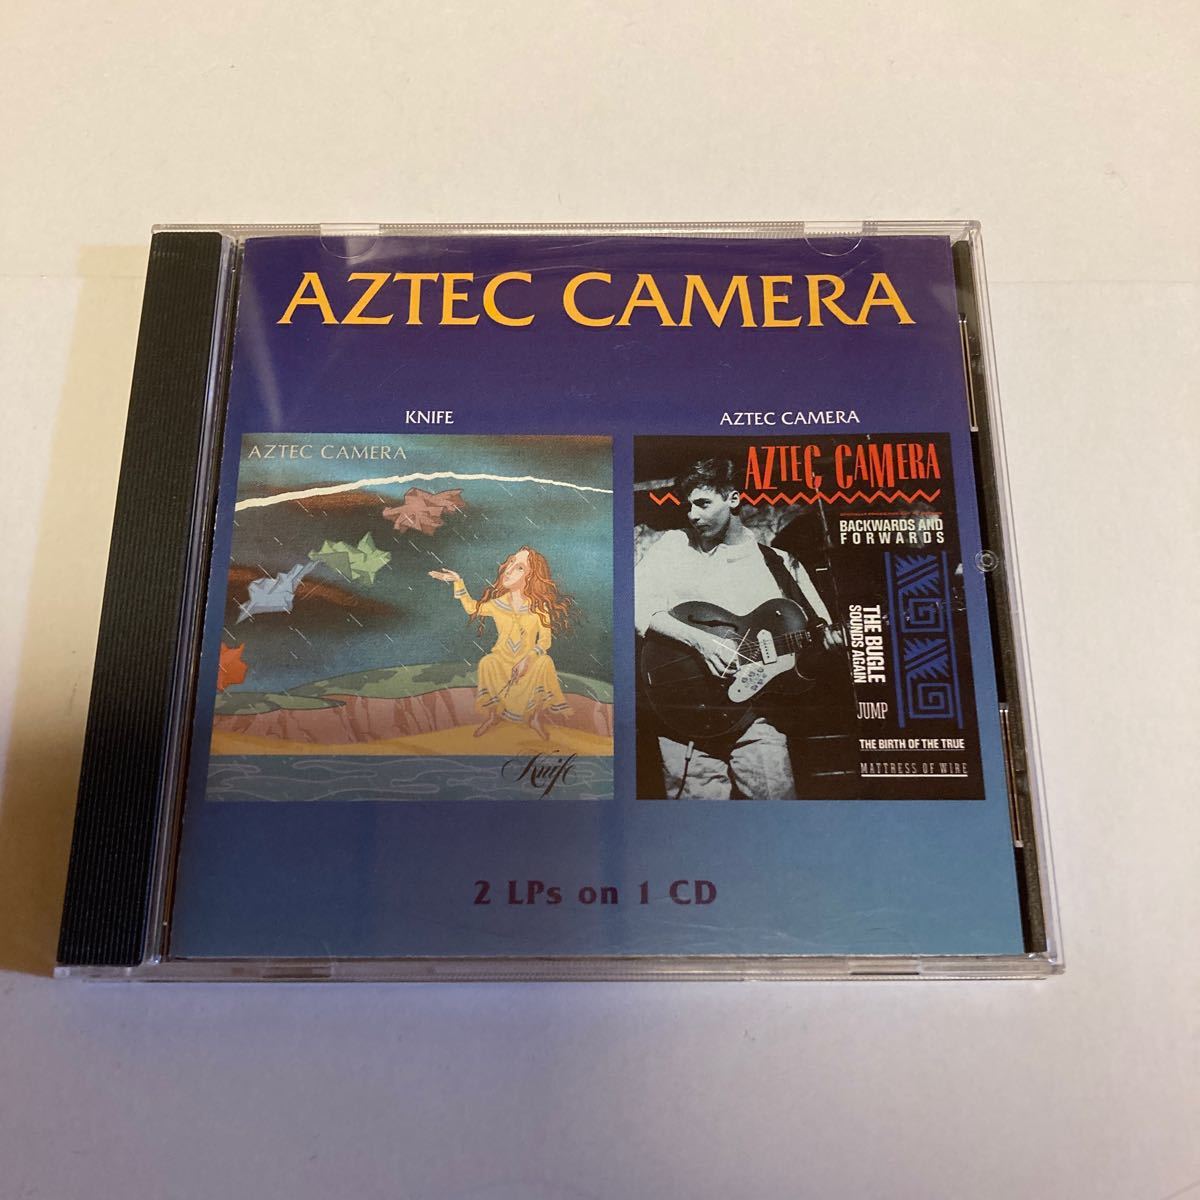 AZTEC CAMERA
KNIFE
AZTEC CAMERA
Knife
AZTEC CAMERA
AZTEC CAMERA
BACKWARDS AND
FORWARDS
THE BUGLE
SOUNDS AGAIN
JUMP
THE BIRTH OF THE TRUE
MATTRESS OF WIRE
2 LPs on 1 CD